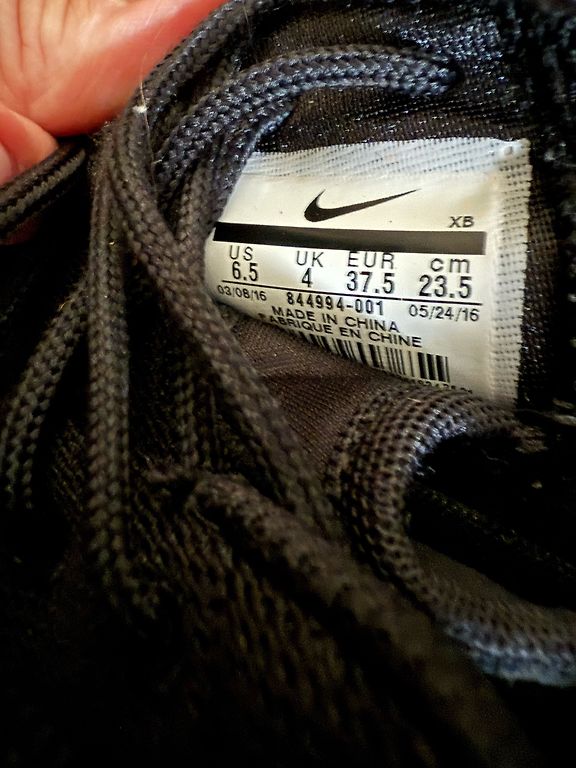 XB
US UK EUR cm
6.5 4 37.5 23.5
03/08/16 844994-001 05/24/16
MADE IN CHINA
FABRIQUE EN CHINE